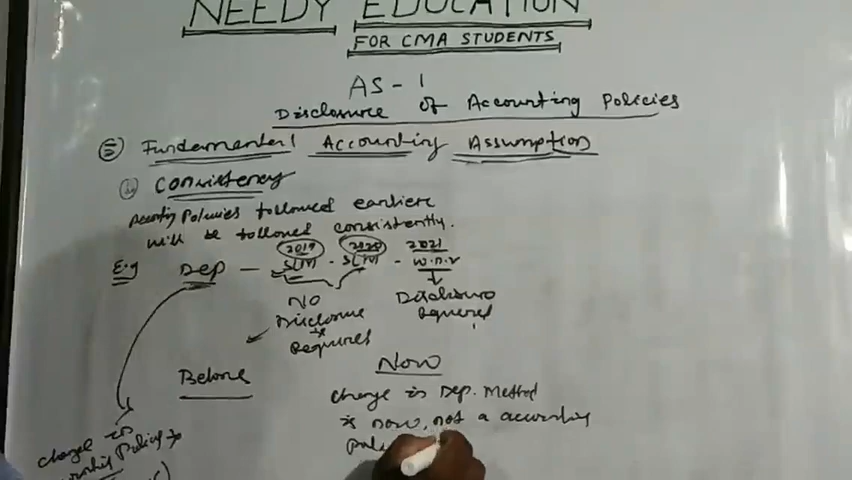 NEEDY EDUCATION
FOR CMA STUDENTS
AS - 1
Disclosure of Accounting Policies
Fundamental Accounting Assumption
Consistency
Policies followed earlier
will be followed consistently.
2019 2020 2021
E.g Dep - SLM - SLM - W.D.V
NO Disclosure
Disclosure Required
Required
Before Now
change in Dep. Method
is now, not a accounting
change in
policy